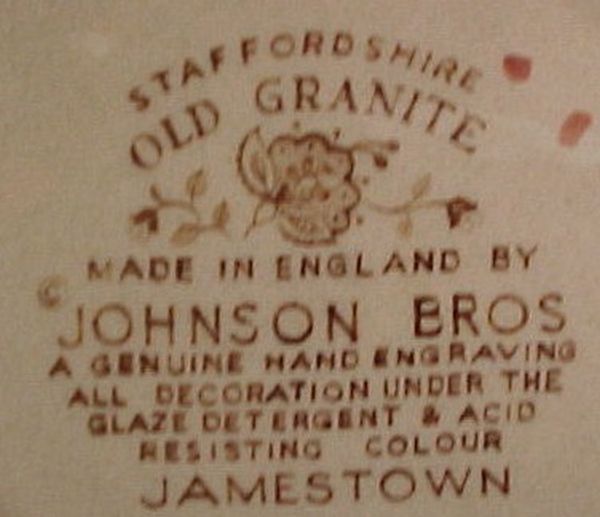 STAFFORDSHIRE
OLD GRANITE
MADE IN ENGLAND BY
©
JOHNSON BROS
A GENUINE HAND ENGRAVING
ALL DECORATION UNDER THE
GLAZE DETERGENT & ACID
RESISTING COLOUR
JAMESTOWN